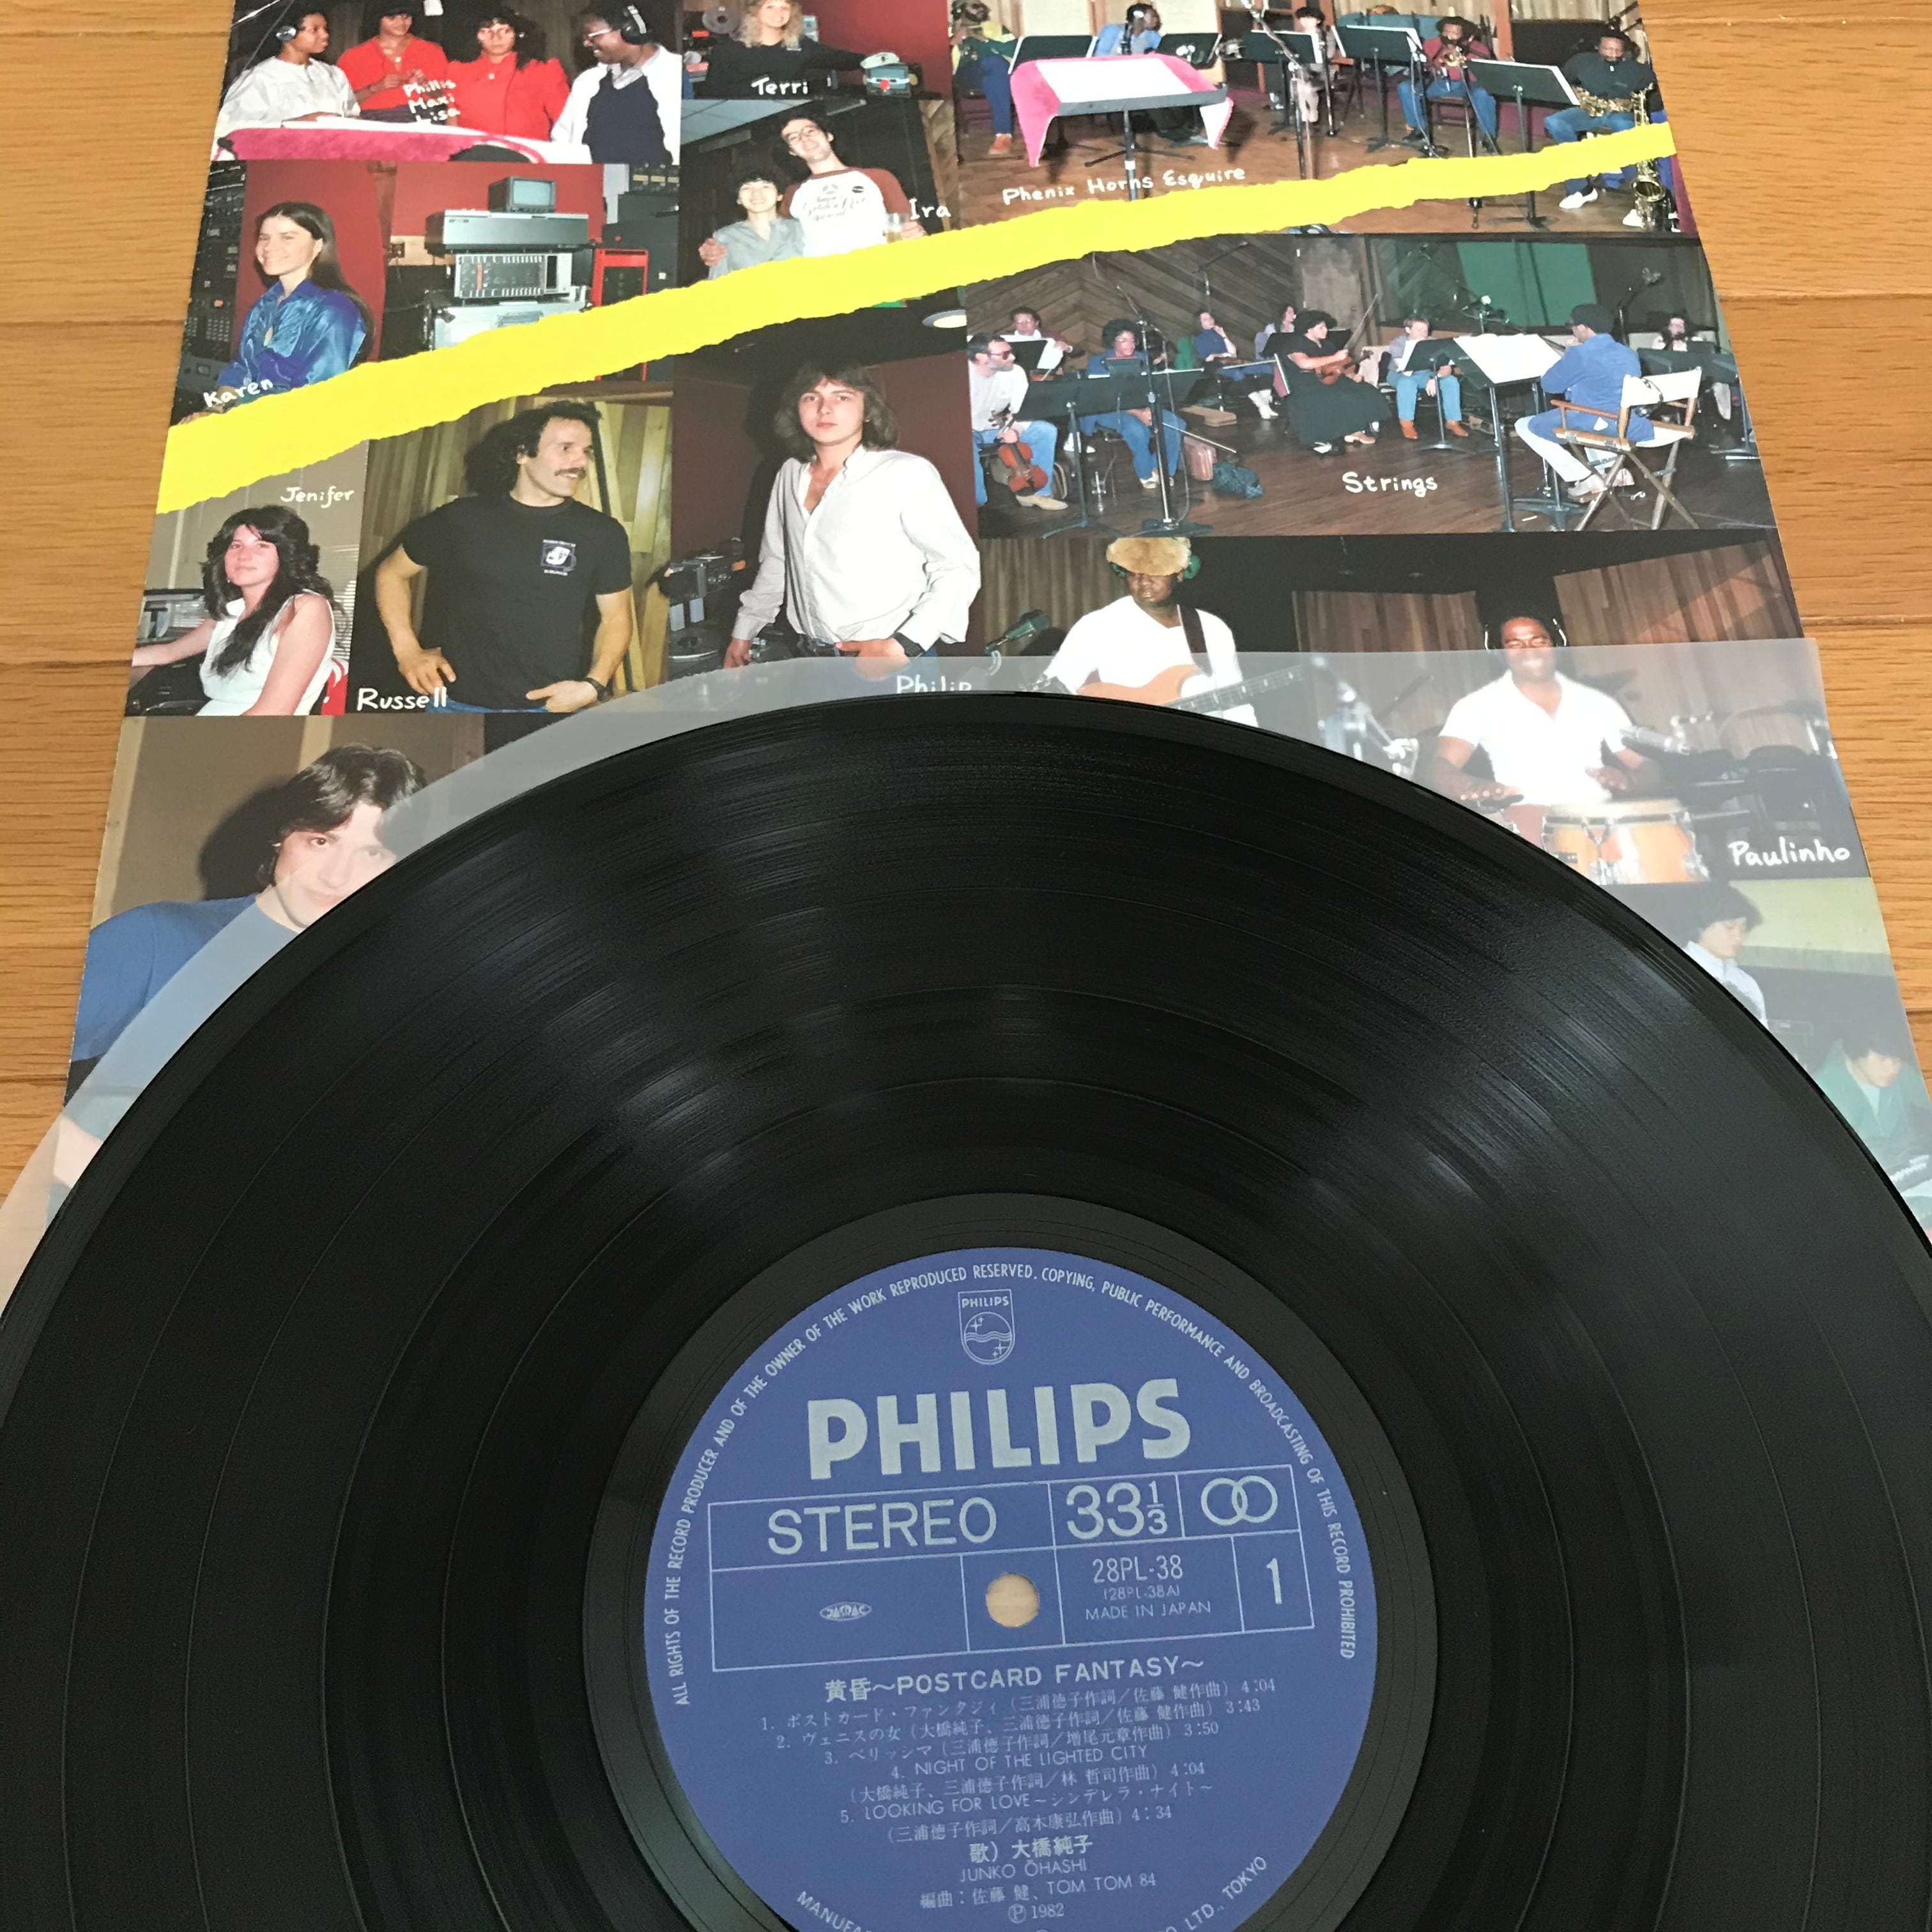 Phillis
Maxi
Lisa
Terri
Phenix Horns Esquire
Ira
Karen
Jenifer
Strings
Russell
Philip
Paulinho
ALL RIGHTS OF THE RECORD PRODUCER AND OF THE OWNER OF THE WORK REPRODUCED RESERVED. COPYING, PUBLIC PERFORMANCE AND BROADCASTING OF THIS RECORD PROHIBITED
PHILIPS
PHILIPS
STEREO 33 1/3
28PL-38
(28PL-38A)
MADE IN JAPAN
1
JASRAC
黄昏〜POSTCARD FANTASY〜
1. ポストカード・ファンタジィ (三浦徳子作詞／佐藤 健作曲) 4:04
2. ヴェニスの女 (大橋純子、三浦徳子作詞／佐藤 健作曲) 3:43
3. ベリッシマ (三浦徳子作詞／増尾元章作曲) 3:50
4. NIGHT OF THE LIGHTED CITY
(大橋純子、三浦徳子作詞／林 哲司作曲) 4:04
5. LOOKING FOR LOVE〜シンデレラ・ナイト〜
(三浦徳子作詞／高木康弘作曲) 4:34
歌) 大橋純子
JUNKO ŌHASHI
編曲：佐藤 健、TOM TOM 84
Ⓟ1982
LTD., TOKYO